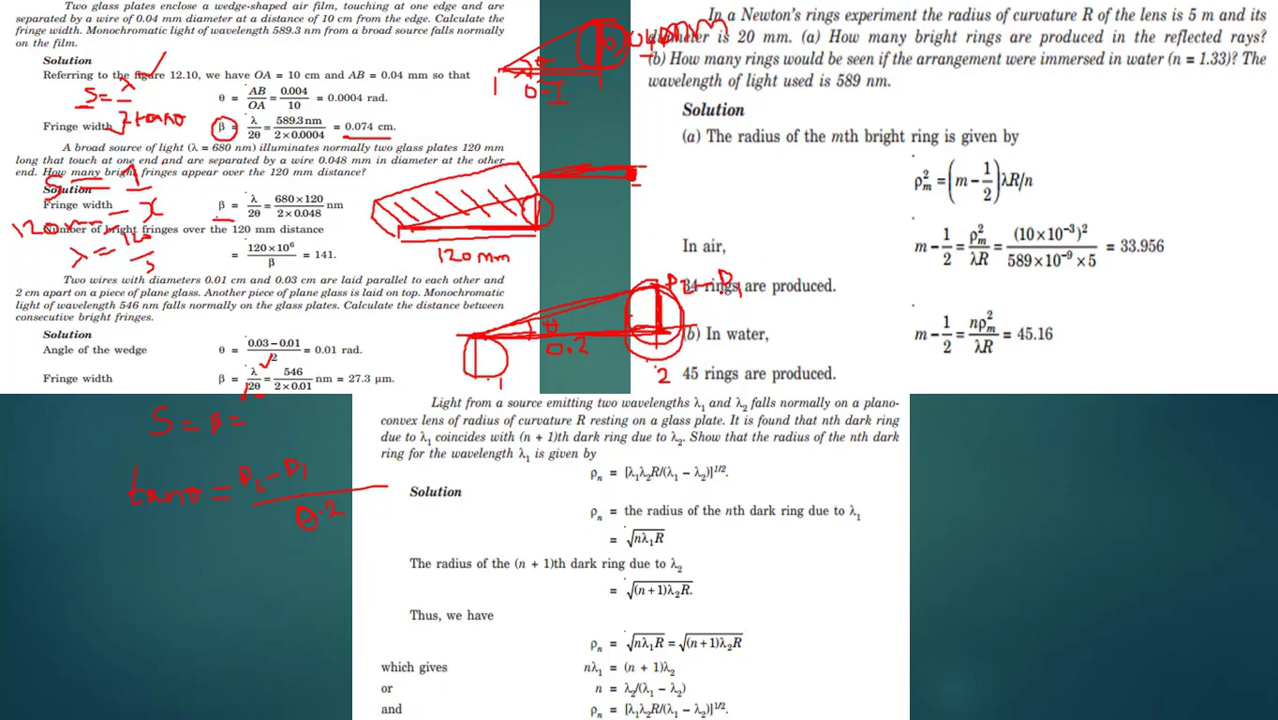 Two glass plates enclose a wedge-shaped air film, touching at one edge and are
separated by a wire of 0.04 mm diameter at a distance of 10 cm from the edge. Calculate the
fringe width. Monochromatic light of wavelength 589.3 nm from a broad source falls normally
on the film.
Solution
Referring to the figure 12.10, we have OA = 10 cm and AB = 0.04 mm so that
θ = AB/OA = 0.004/10 = 0.0004 rad.
S = λ/2tanθ
Fringe width β = λ/2θ = 589.3 nm/2×0.0004 = 0.074 cm.
A broad source of light (λ = 680 nm) illuminates normally two glass plates 120 mm
long that touch at one end and are separated by a wire 0.048 mm in diameter at the other
end. How many bright fringes appear over the 120 mm distance?
Solution
Fringe width β = λ/2θ = 680×120/2×0.048 nm
Number of bright fringes over the 120 mm distance
= 120×10⁶/β = 141.
S = 1
120mm = x
Two wires with diameters 0.01 cm and 0.03 cm are laid parallel to each other and
2 cm apart on a piece of plane glass. Another piece of plane glass is laid on top. Monochromatic
light of wavelength 546 nm falls normally on the glass plates. Calculate the distance between
consecutive bright fringes.
Solution
Angle of the wedge θ = 0.03 − 0.01/2 = 0.01 rad.
Fringe width β = λ/2θ = 546/2×0.01 nm = 27.3 μm.
S = β =
tanθ = D₂ − D₁/0.2
θ
120mm
D₂ − D₁
θ
0.2
1
2
In a Newton's rings experiment the radius of curvature R of the lens is 5 m and its
diameter is 20 mm. (a) How many bright rings are produced in the reflected rays?
(b) How many rings would be seen if the arrangement were immersed in water (n = 1.33)? The
wavelength of light used is 589 nm.
Solution
(a) The radius of the mth bright ring is given by
ρ²ₘ = (m − 1/2) λR/n
In air, m − 1/2 = ρ²ₘ/λR = (10×10⁻³)²/589×10⁻⁹×5 = 33.956
34 rings are produced.
(b) In water, m − 1/2 = nρ²ₘ/λR = 45.16
45 rings are produced.
Light from a source emitting two wavelengths λ₁ and λ₂ falls normally on a plano-
convex lens of radius of curvature R resting on a glass plate. It is found that nth dark ring
due to λ₁ coincides with (n + 1)th dark ring due to λ₂. Show that the radius of the nth dark
ring for the wavelength λ₁ is given by
ρₙ = [λ₁λ₂R/(λ₁ − λ₂)]¹/².
Solution
ρₙ = the radius of the nth dark ring due to λ₁
= √nλ₁R
The radius of the (n + 1)th dark ring due to λ₂
= √(n+1)λ₂R.
Thus, we have
ρₙ = √nλ₁R = √(n+1)λ₂R
which gives nλ₁ = (n + 1)λ₂
or n = λ₂/(λ₁ − λ₂)
and ρₙ = [λ₁λ₂R/(λ₁ − λ₂)]¹/².